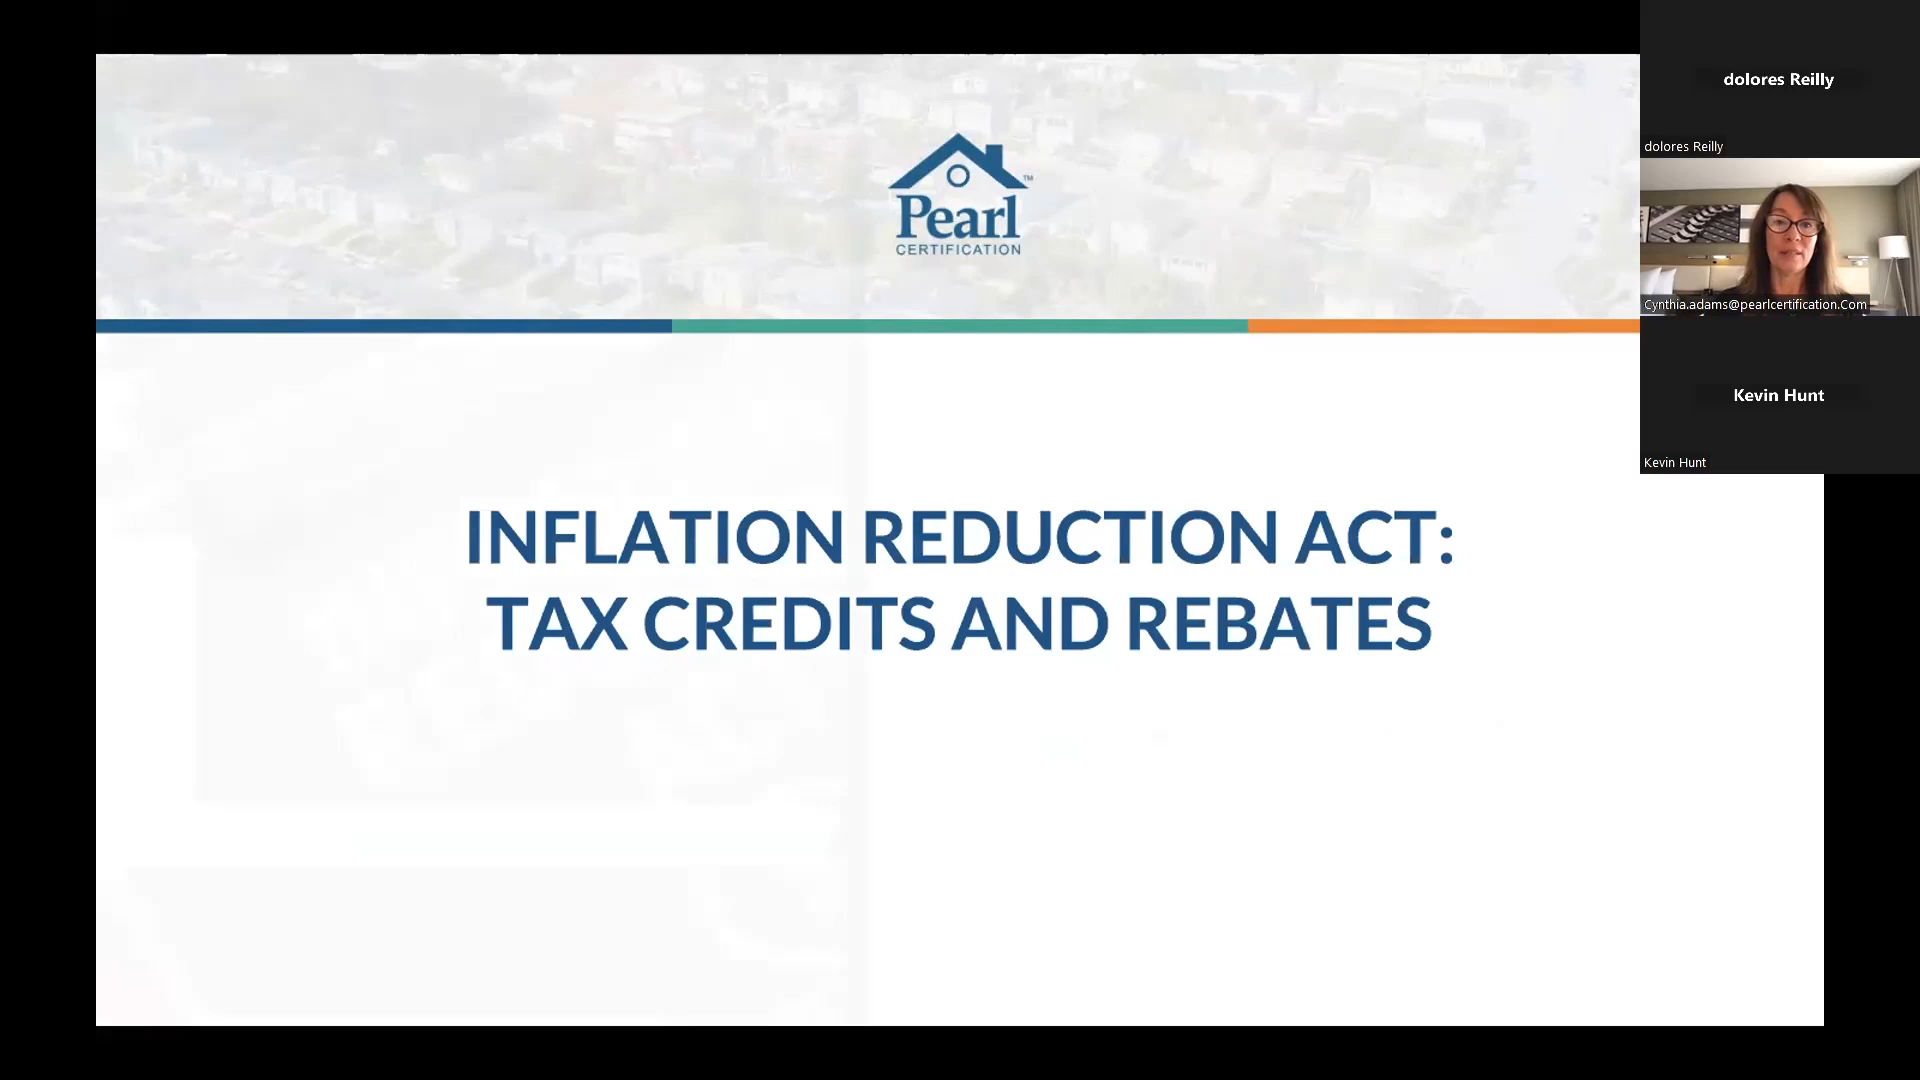 Pearl
™
CERTIFICATION
INFLATION REDUCTION ACT:
TAX CREDITS AND REBATES
dolores Reilly
dolores Reilly
Cynthia.adams@pearlcertification.Com
Kevin Hunt
Kevin Hunt